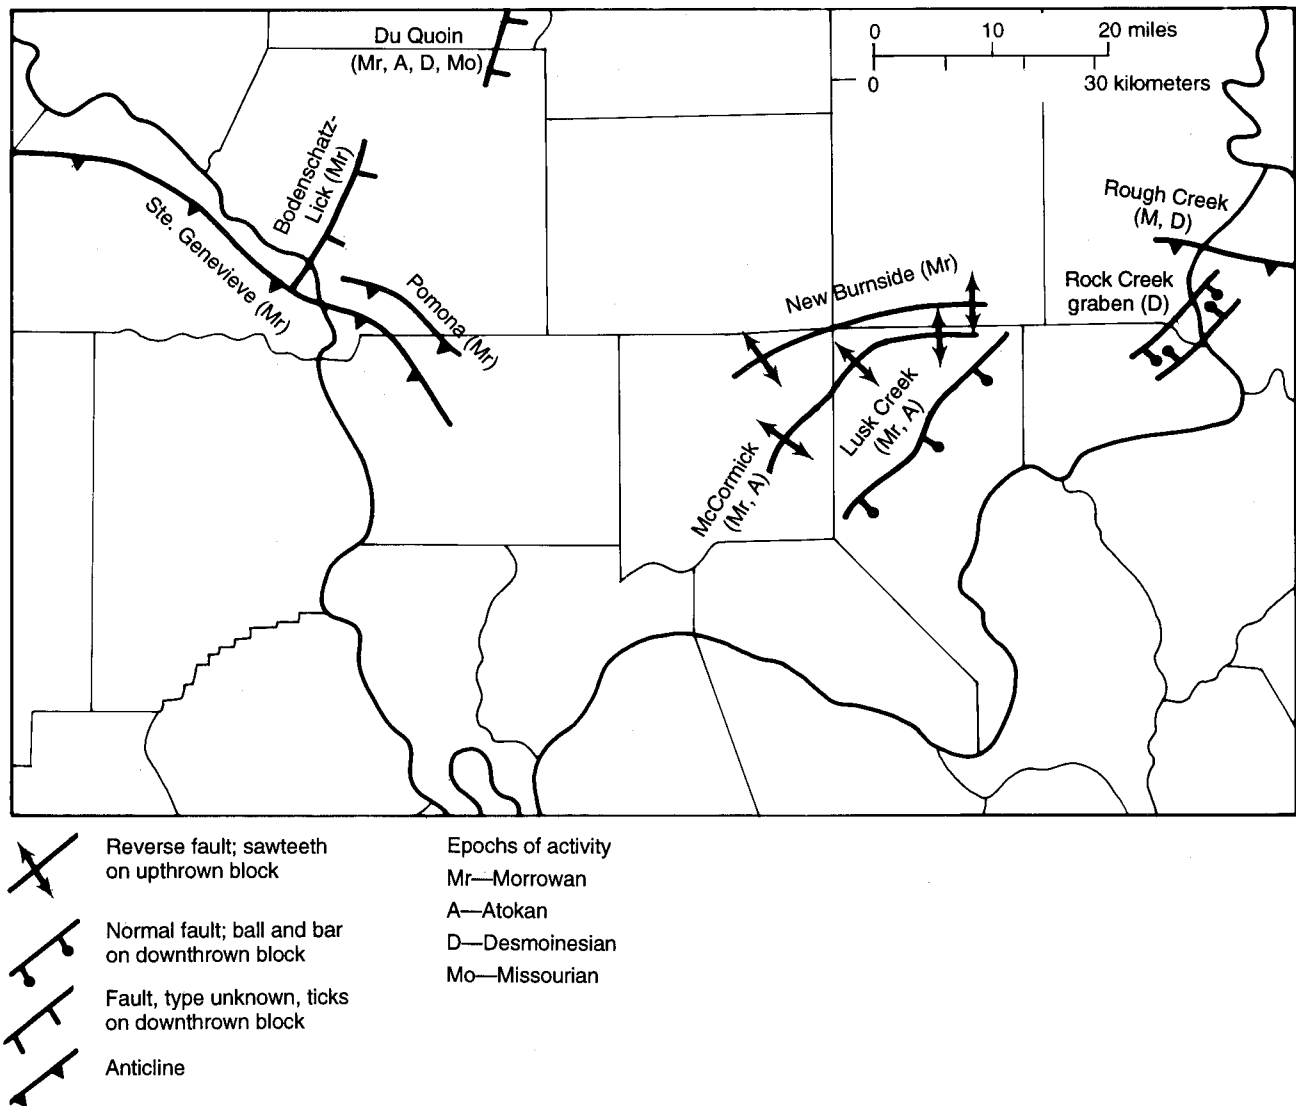 Du Quoin
(Mr, A, D, Mo)
0 10 20 miles
0 30 kilometers
Bodenschatz-
Lick (Mr)
Ste. Genevieve (Mr)
Pomona (Mr)
Rough Creek
(M, D)
Rock Creek
graben (D)
New Burnside (Mr)
Lusk Creek
(Mr, A)
McCormick
(Mr, A)
Reverse fault; sawteeth
on upthrown block
Normal fault; ball and bar
on downthrown block
Fault, type unknown, ticks
on downthrown block
Anticline
Epochs of activity
Mr—Morrowan
A—Atokan
D—Desmoinesian
Mo—Missourian